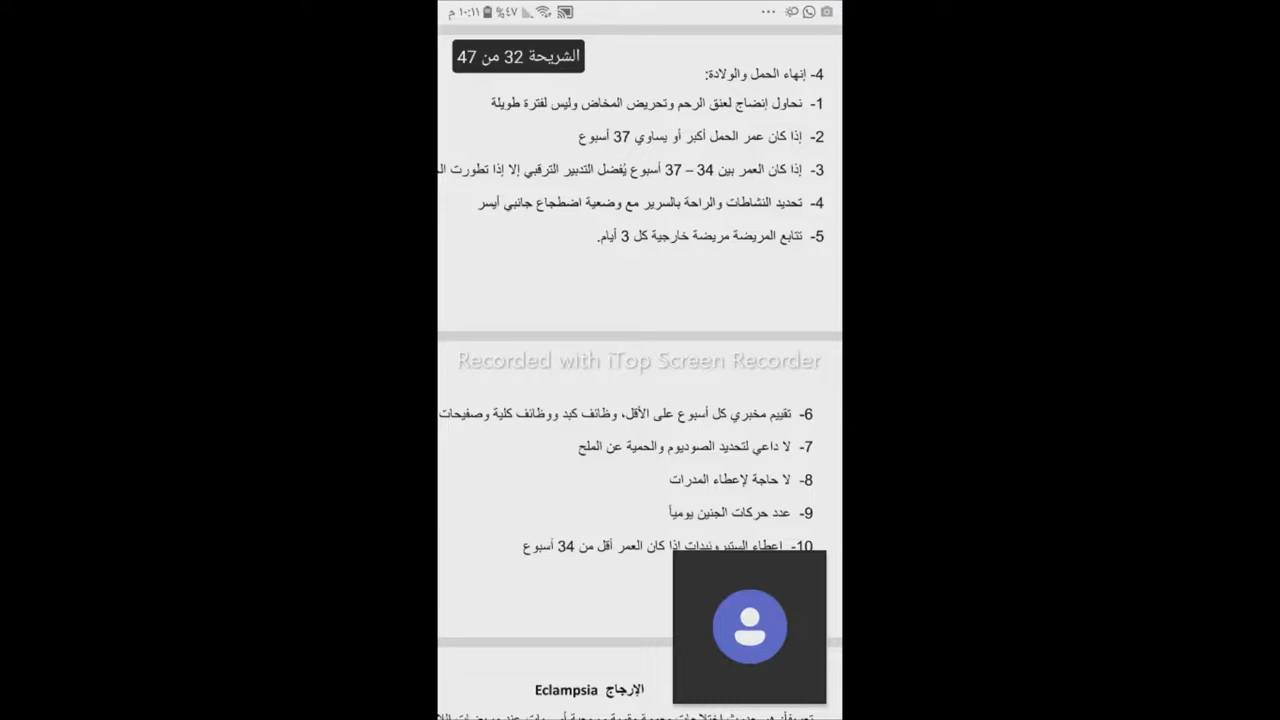 ١٠:١١ م ٤٧٪
الشريحة 32 من 47
4- إنهاء الحمل والولادة:
1- نحاول إنضاج لعنق الرحم وتحريض المخاض وليس لفترة طويلة
2- إذا كان عمر الحمل أكبر أو يساوي 37 أسبوع
3- إذا كان العمر بين 34 – 37 أسبوع يُفضل التدبير الترقبي إلا إذا تطورت
4- تحديد النشاطات والراحة بالسرير مع وضعية اضطجاع جانبي أيسر
5- تتابع المريضة مريضة خارجية كل 3 أيام.
Recorded with iTop Screen Recorder
6- تقييم مخبري كل أسبوع على الأقل، وظائف كبد ووظائف كلية وصفيحات
7- لا داعي لتحديد الصوديوم والحمية عن الملح
8- لا حاجة لإعطاء المدرات
9- عدد حركات الجنين يومياً
10- إعطاء الستيروئيدات إذا كان العمر أقل من 34 أسبوع
الإرجاج Eclampsia